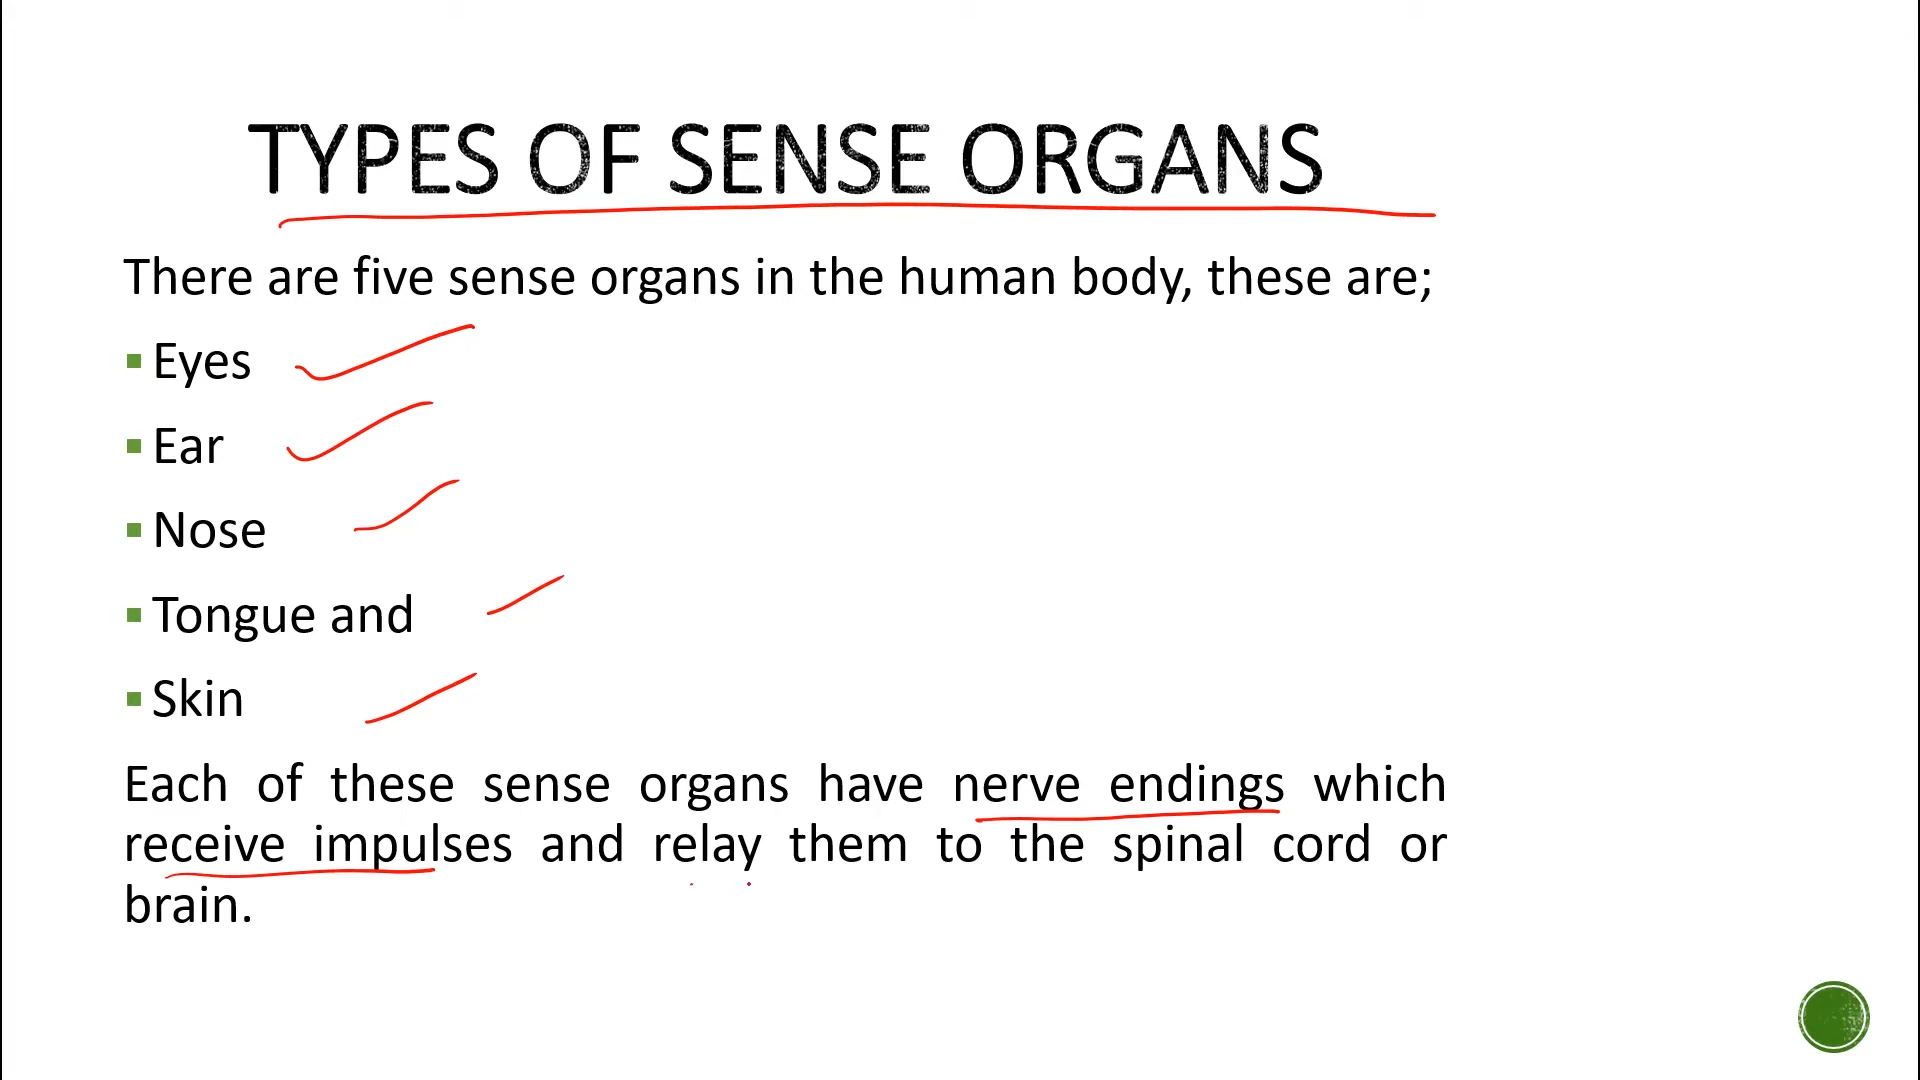 TYPES OF SENSE ORGANS
There are five sense organs in the human body, these are;
Eyes
Ear
Nose
Tongue and
Skin
Each of these sense organs have nerve endings which
receive impulses and relay them to the spinal cord or
brain.